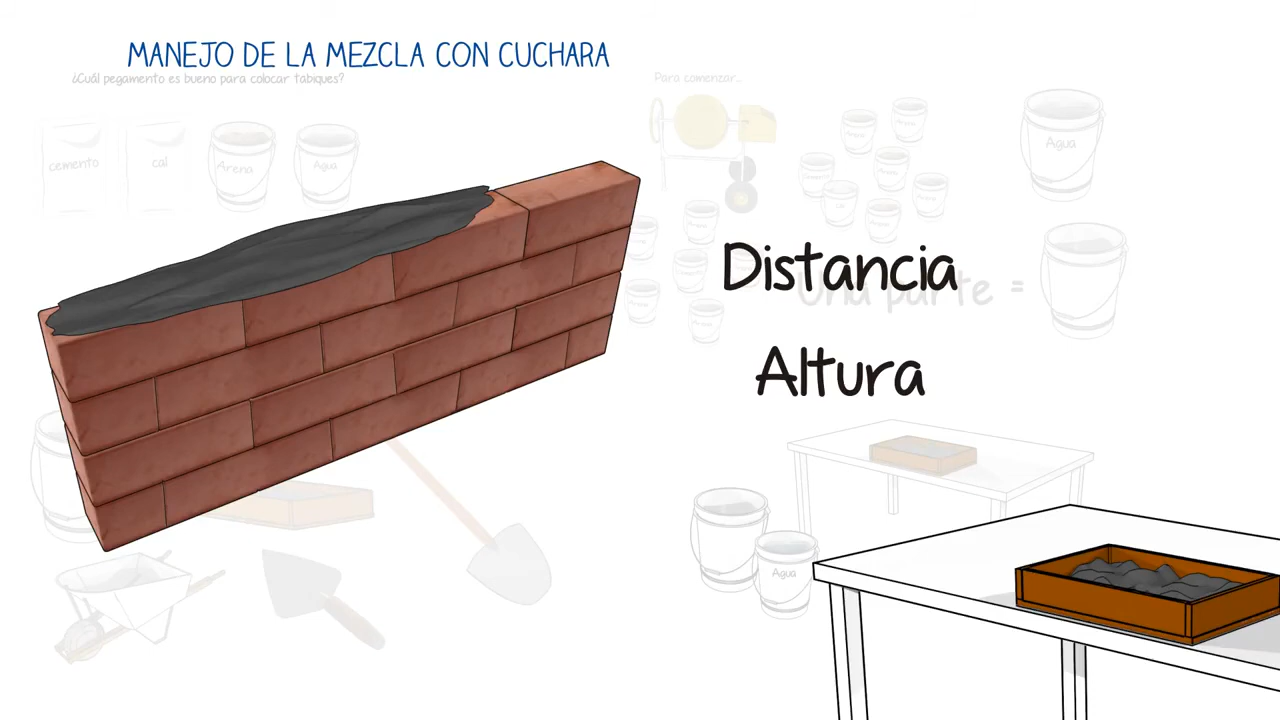 MANEJO DE LA MEZCLA CON CUCHARA
¿Cuál pegamento es bueno para colocar tabiques?
Para comenzar...
cemento
cal
Arena
Agua
Agua
Distancia
Una parte =
Altura
Agua